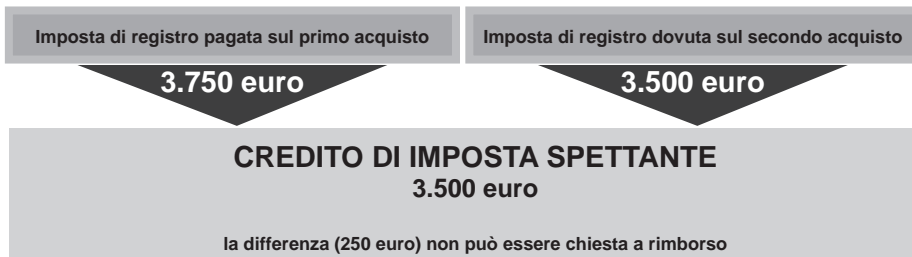 Imposta di registro pagata sul primo acquisto
Imposta di registro dovuta sul secondo acquisto
3.750 euro
3.500 euro
CREDITO DI IMPOSTA SPETTANTE
3.500 euro
la differenza (250 euro) non può essere chiesta a rimborso